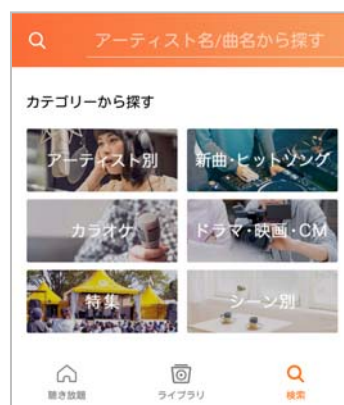 アーティスト名/曲名から探す
カテゴリーから探す
アーティスト別
新曲・ヒットソング
カラオケ
ドラマ・映画・CM
特集
シーン別
聴き放題
ライブラリ
検索